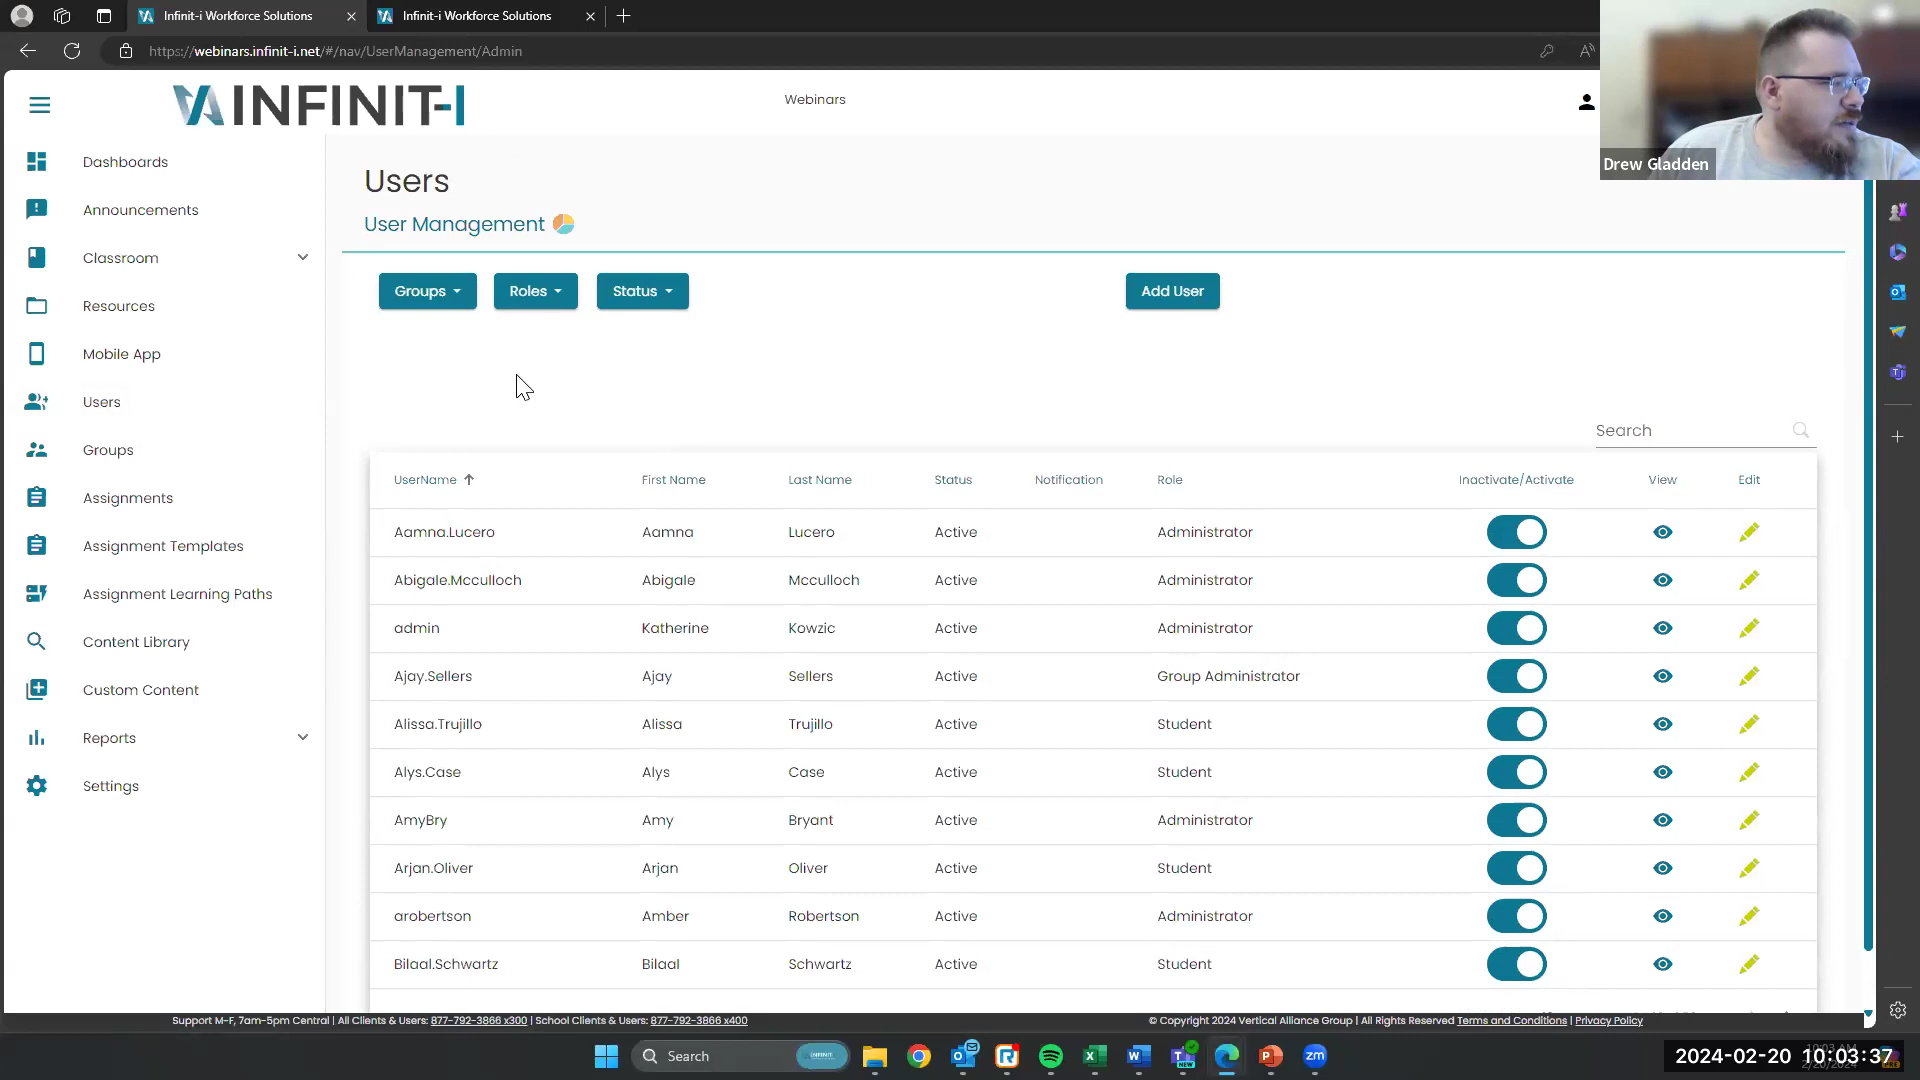 Infinit-i Workforce Solutions
Infinit-i Workforce Solutions
https://webinars.infinit-i.net/#/nav/UserManagement/Admin
INFINIT-I
Webinars
Drew Gladden
Dashboards
Announcements
Classroom
Resources
Mobile App
Users
Groups
Assignments
Assignment Templates
Assignment Learning Paths
Content Library
Custom Content
Reports
Settings
Users
User Management
Groups Roles Status Add User
Search
UserName First Name Last Name Status Notification Role Inactivate/Activate View Edit
Aamna.Lucero Aamna Lucero Active Administrator
Abigale.Mcculloch Abigale Mcculloch Active Administrator
admin Katherine Kowzic Active Administrator
Ajay.Sellers Ajay Sellers Active Group Administrator
Alissa.Trujillo Alissa Trujillo Active Student
Alys.Case Alys Case Active Student
AmyBry Amy Bryant Active Administrator
Arjan.Oliver Arjan Oliver Active Student
arobertson Amber Robertson Active Administrator
Bilaal.Schwartz Bilaal Schwartz Active Student
Support M-F, 7am-5pm Central | All Clients & Users: 877-792-3866 x300 | School Clients & Users: 877-792-3866 x400
© Copyright 2024 Vertical Alliance Group | All Rights Reserved Terms and Conditions | Privacy Policy
Search
2024-02-20 10:03:37